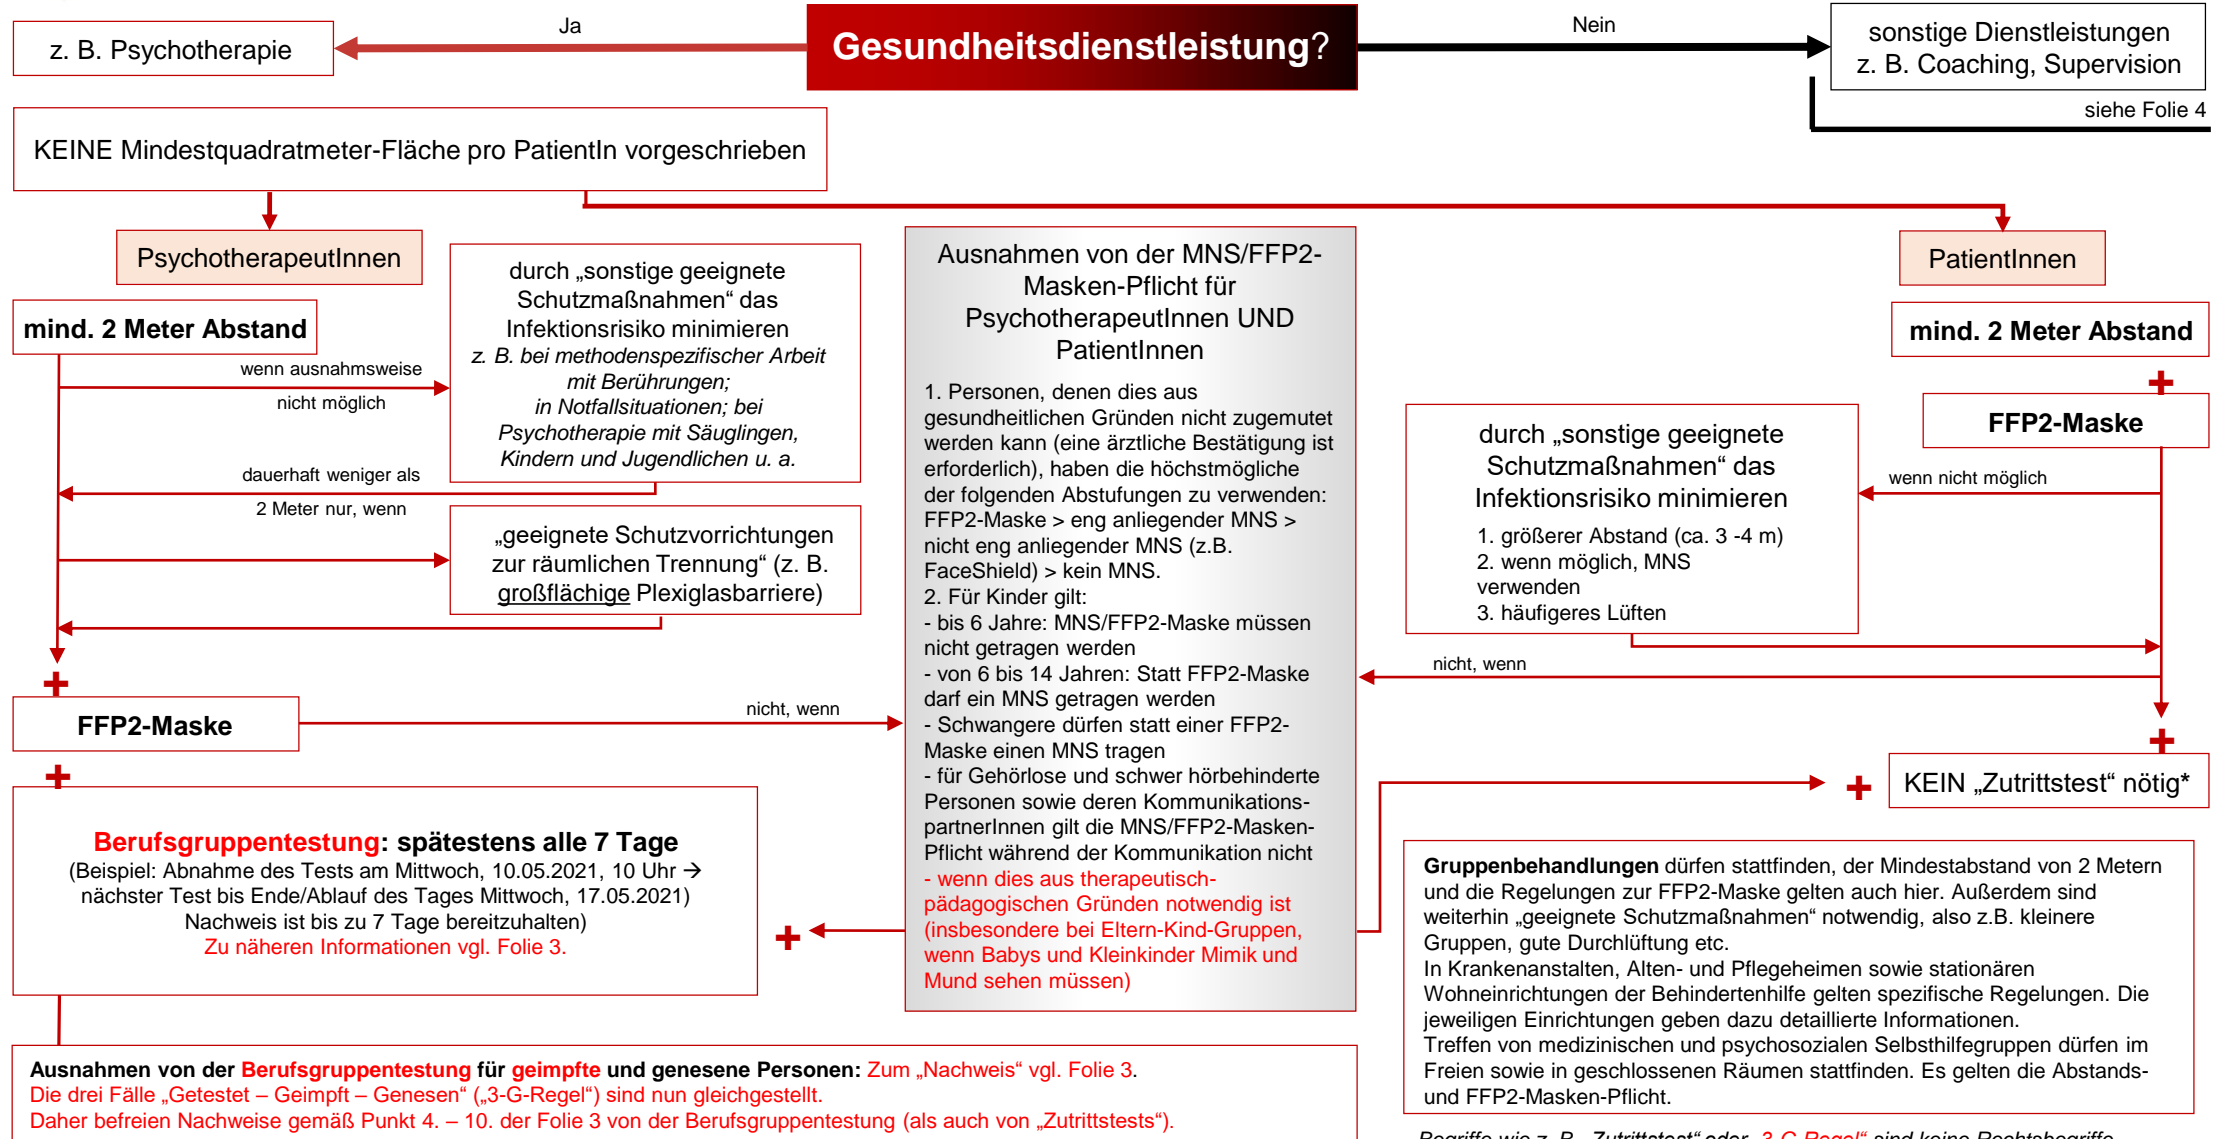 Ja
Gesundheitsdienstleistung?
Nein
z. B. Psychotherapie
sonstige Dienstleistungen
z. B. Coaching, Supervision
siehe Folie 4
KEINE Mindestquadratmeter-Fläche pro PatientIn vorgeschrieben
PsychotherapeutInnen
mind. 2 Meter Abstand
wenn ausnahmsweise
nicht möglich
durch „sonstige geeignete
Schutzmaßnahmen“ das
Infektionsrisiko minimieren
z. B. bei methodenspezifischer Arbeit
mit Berührungen;
in Notfallsituationen; bei
Psychotherapie mit Säuglingen,
Kindern und Jugendlichen u. a.
dauerhaft weniger als
2 Meter nur, wenn
„geeignete Schutzvorrichtungen
zur räumlichen Trennung“ (z. B.
großflächige Plexiglasbarriere)
+
FFP2-Maske
nicht, wenn
+
Berufsgruppentestung: spätestens alle 7 Tage
(Beispiel: Abnahme des Tests am Mittwoch, 10.05.2021, 10 Uhr →
nächster Test bis Ende/Ablauf des Tages Mittwoch, 17.05.2021)
Nachweis ist bis zu 7 Tage bereitzuhalten)
Zu näheren Informationen vgl. Folie 3.
+
Ausnahmen von der MNS/FFP2-
Masken-Pflicht für
PsychotherapeutInnen UND
PatientInnen
1. Personen, denen dies aus
gesundheitlichen Gründen nicht zugemutet
werden kann (eine ärztliche Bestätigung ist
erforderlich), haben die höchstmögliche
der folgenden Abstufungen zu verwenden:
FFP2-Maske > eng anliegender MNS >
nicht eng anliegender MNS (z.B.
FaceShield) > kein MNS.
2. Für Kinder gilt:
- bis 6 Jahre: MNS/FFP2-Maske müssen
nicht getragen werden
- von 6 bis 14 Jahren: Statt FFP2-Maske
darf ein MNS getragen werden
- Schwangere dürfen statt einer FFP2-
Maske einen MNS tragen
- für Gehörlose und schwer hörbehinderte
Personen sowie deren Kommunikations-
partnerInnen gilt die MNS/FFP2-Masken-
Pflicht während der Kommunikation nicht
- wenn dies aus therapeutisch-
pädagogischen Gründen notwendig ist
(insbesondere bei Eltern-Kind-Gruppen,
wenn Babys und Kleinkinder Mimik und
Mund sehen müssen)
PatientInnen
mind. 2 Meter Abstand
+
FFP2-Maske
wenn nicht möglich
durch „sonstige geeignete
Schutzmaßnahmen“ das
Infektionsrisiko minimieren
1. größerer Abstand (ca. 3 -4 m)
2. wenn möglich, MNS
verwenden
3. häufigeres Lüften
nicht, wenn
+
+
KEIN „Zutrittstest“ nötig*
Gruppenbehandlungen dürfen stattfinden, der Mindestabstand von 2 Metern
und die Regelungen zur FFP2-Maske gelten auch hier. Außerdem sind
weiterhin „geeignete Schutzmaßnahmen“ notwendig, also z.B. kleinere
Gruppen, gute Durchlüftung etc.
In Krankenanstalten, Alten- und Pflegeheimen sowie stationären
Wohneinrichtungen der Behindertenhilfe gelten spezifische Regelungen. Die
jeweiligen Einrichtungen geben dazu detaillierte Informationen.
Treffen von medizinischen und psychosozialen Selbsthilfegruppen dürfen im
Freien sowie in geschlossenen Räumen stattfinden. Es gelten die Abstands-
und FFP2-Masken-Pflicht.
Ausnahmen von der Berufsgruppentestung für geimpfte und genesene Personen: Zum „Nachweis“ vgl. Folie 3.
Die drei Fälle „Getestet – Geimpft – Genesen“ („3-G-Regel“) sind nun gleichgestellt.
Daher befreien Nachweise gemäß Punkt 4. – 10. der Folie 3 von der Berufsgruppentestung (als auch von „Zutrittstests“).
Begriffe wie z. B. „Zutrittstest“ oder „3-G-Regel“ sind keine Rechtsbegriffe